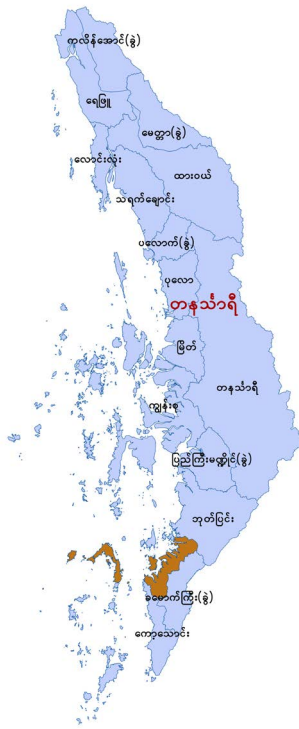 ကလိန်အောင်(ခွဲ)
ရေဖြူ
မေတ္တာ(ခွဲ)
လောင်းလုံး
ထားဝယ်
သရက်ချောင်း
ပလောက်(ခွဲ)
ပုလော
တနင်္သာရီ
မြိတ်
တနင်္သာရီ
ကျွန်းစု
ပြည်ကြီးမဏ္ဍိုင်(ခွဲ)
ဘုတ်ပြင်း
ခမောက်ကြီး(ခွဲ)
ကော့သောင်း